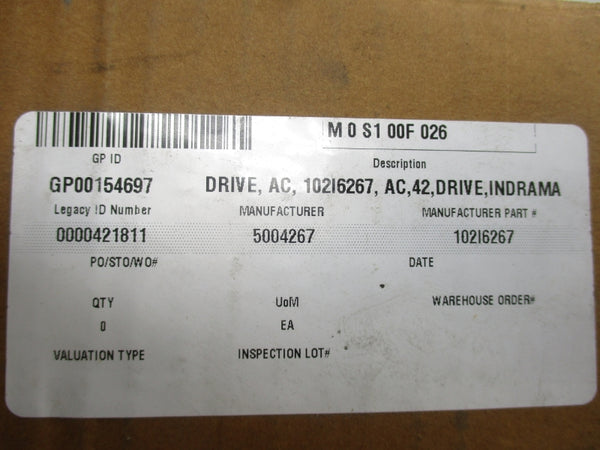 M 0 S1 00F 026
GP ID Description
GP00154697 DRIVE, AC, 102I6267, AC,42,DRIVE,INDRAMA
Legacy ID Number MANUFACTURER MANUFACTURER PART #
0000421811 5004267 102I6267
PO/STO/WO# DATE
QTY UoM WAREHOUSE ORDER#
0 EA
VALUATION TYPE INSPECTION LOT#